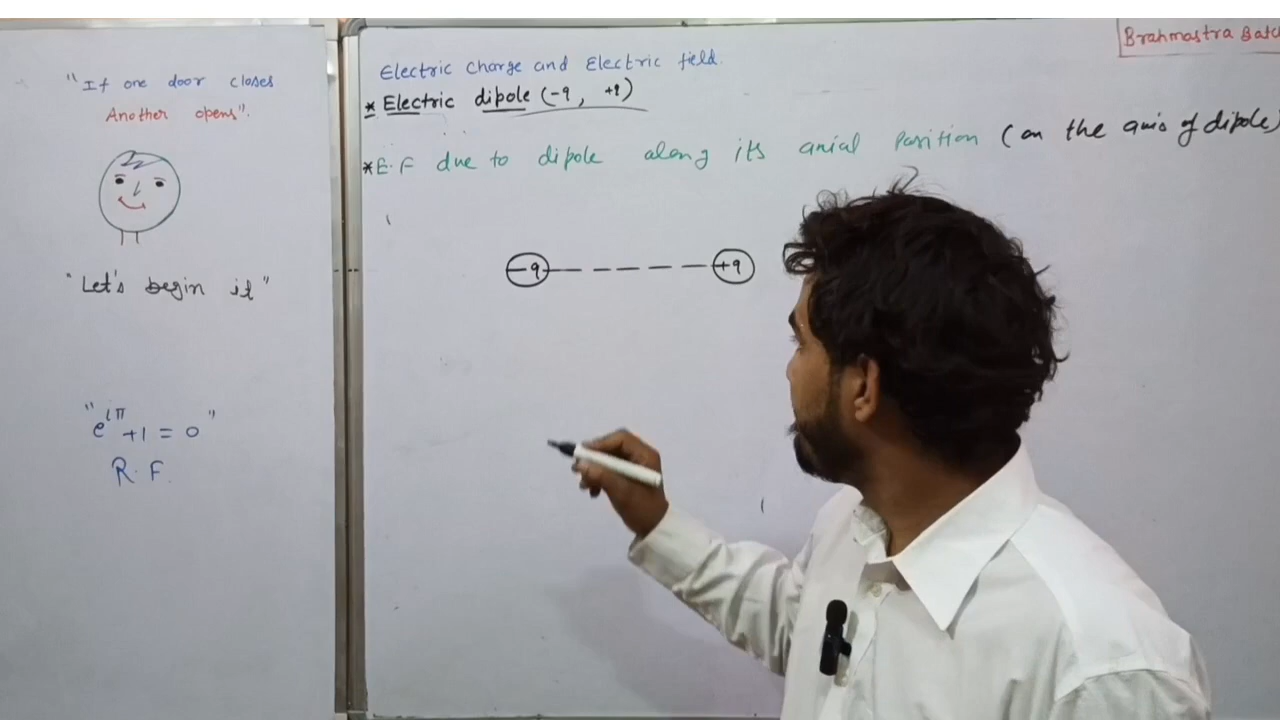 "If one door closes
Another opens".
"Let's begin it"
"e^iπ +1 = 0"
R. F.
Brahmastra Batc
Electric Charge and Electric field.
* Electric dipole (-q, +q)
* E.F due to dipole along its axial Position (on the axis of dipole)
-q +q